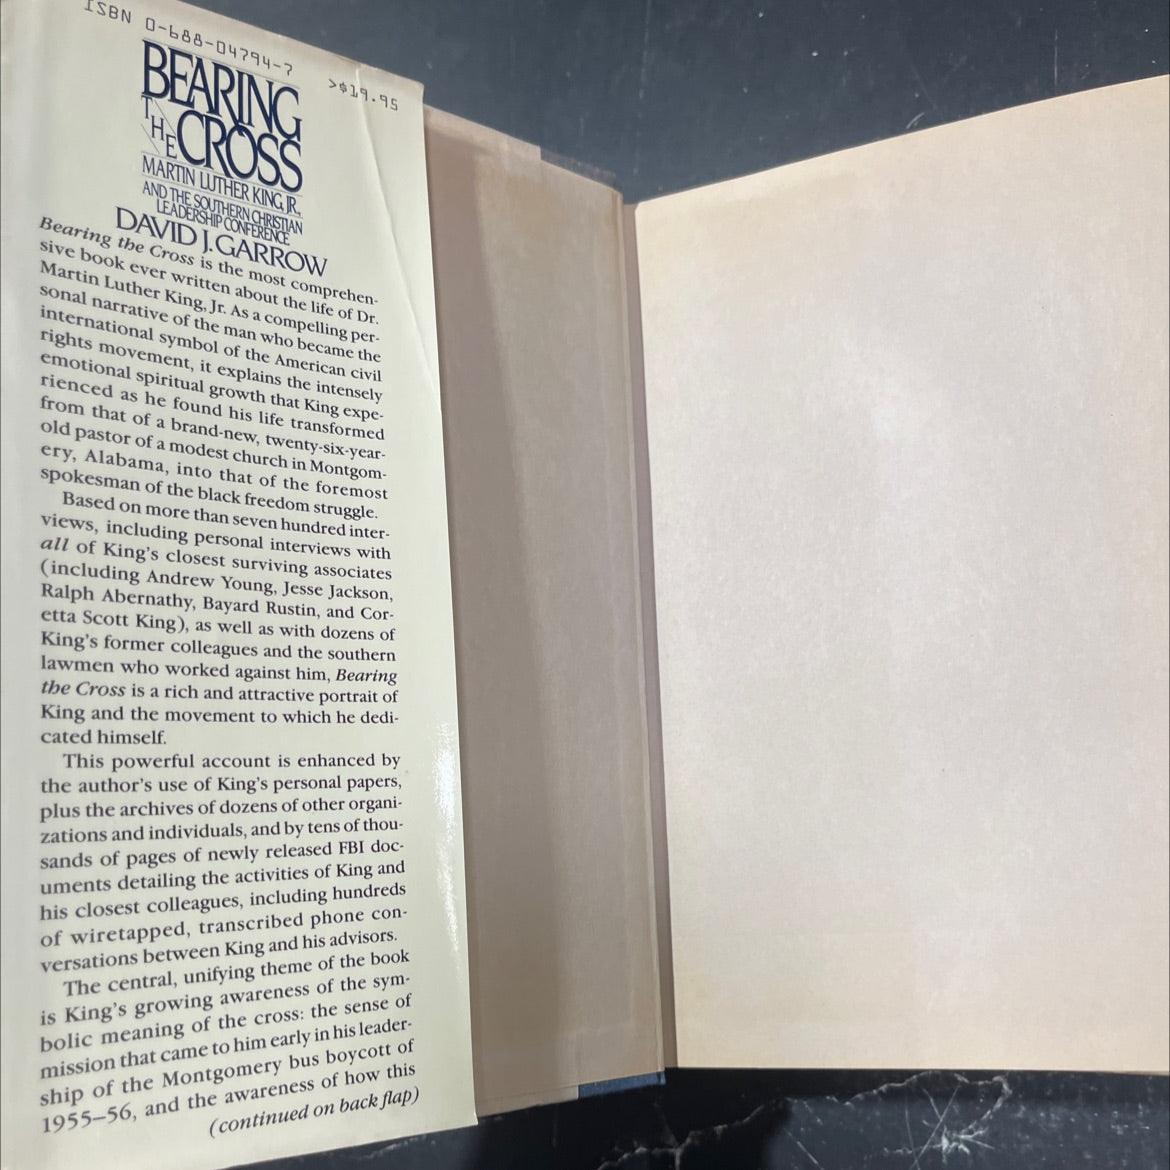 ISBN 0-688-04794-7
>$19.95
BEARING
THE CROSS
MARTIN LUTHER KING, JR.,
AND THE SOUTHERN CHRISTIAN
LEADERSHIP CONFERENCE
DAVID J. GARROW
Bearing the Cross is the most comprehen-
sive book ever written about the life of Dr.
Martin Luther King, Jr. As a compelling per-
sonal narrative of the man who became the
international symbol of the American civil
rights movement, it explains the intensely
emotional spiritual growth that King expe-
rienced as he found his life transformed
from that of a brand-new, twenty-six-year-
old pastor of a modest church in Montgom-
ery, Alabama, into that of the foremost
spokesman of the black freedom struggle.
Based on more than seven hundred inter-
views, including personal interviews with
all of King's closest surviving associates
(including Andrew Young, Jesse Jackson,
Ralph Abernathy, Bayard Rustin, and Cor-
etta Scott King), as well as with dozens of
King's former colleagues and the southern
lawmen who worked against him, Bearing
the Cross is a rich and attractive portrait of
King and the movement to which he dedi-
cated himself.
This powerful account is enhanced by
the author's use of King's personal papers,
plus the archives of dozens of other organi-
zations and individuals, and by tens of thou-
sands of pages of newly released FBI doc-
uments detailing the activities of King and
his closest colleagues, including hundreds
of wiretapped, transcribed phone con-
versations between King and his advisors.
The central, unifying theme of the book
is King's growing awareness of the sym-
bolic meaning of the cross: the sense of
mission that came to him early in his leader-
ship of the Montgomery bus boycott of
1955–56, and the awareness of how this
(continued on back flap)